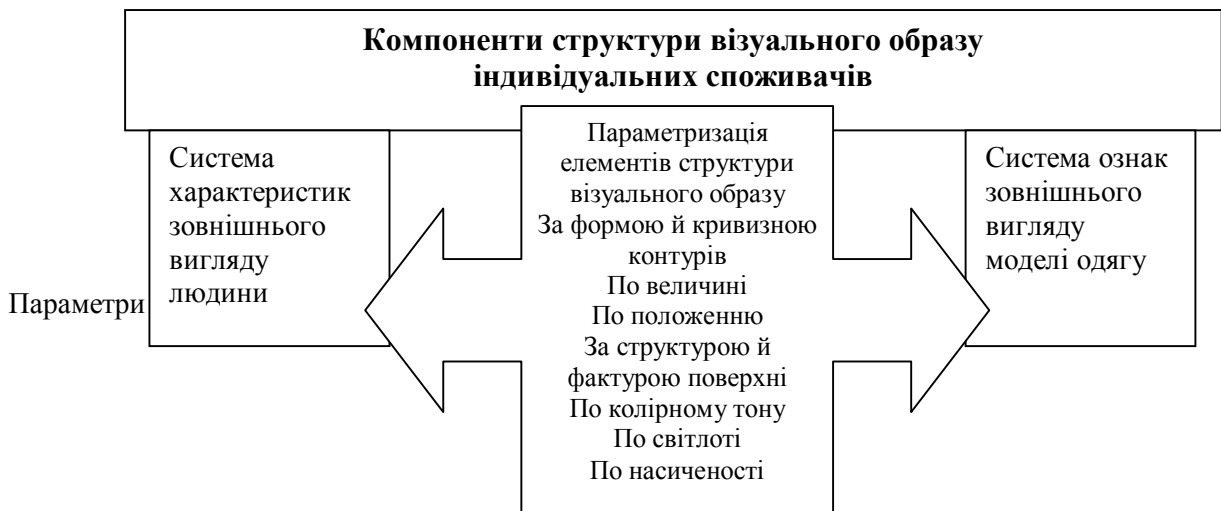 Компоненти структури візуального образу
індивідуальних споживачів
Система
характеристик
зовнішнього
вигляду
людини
Параметри
Параметризація
елементів структури
візуального образу
За формою й кривизною
контурів
По величині
По положенню
За структурою й
фактурою поверхні
По колірному тону
По світлоті
По насиченості
Система ознак
зовнішнього
вигляду
моделі одягу